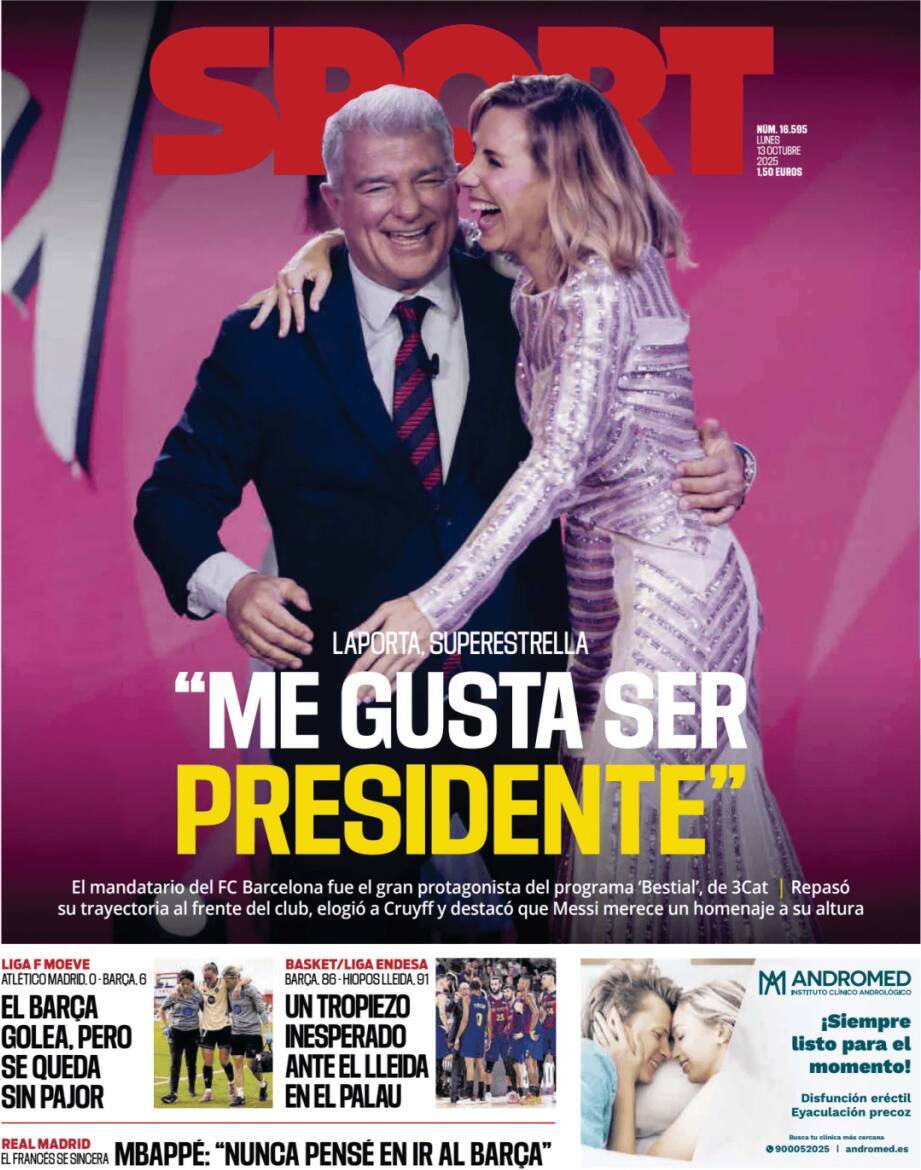 SPORT
NÚM. 16.595
LUNES
13 OCTUBRE
2025
1,50 EUROS
LAPORTA, SUPERESTRELLA
“ME GUSTA SER
PRESIDENTE”
El mandatario del FC Barcelona fue el gran protagonista del programa ‘Bestial’, de 3Cat | Repasó
su trayectoria al frente del club, elogió a Cruyff y destacó que Messi merece un homenaje a su altura
LIGA F MOEVE
ATLÉTICO MADRID, 0 - BARÇA, 6
EL BARÇA
GOLEA, PERO
SE QUEDA
SIN PAJOR
BASKET/LIGA ENDESA
BARÇA, 86 - HIOPOS LLEIDA, 91
UN TROPIEZO
INESPERADO
ANTE EL LLEIDA
EN EL PALAU
REAL MADRID
EL FRANCÉS SE SINCERA
MBAPPÉ: “NUNCA PENSÉ EN IR AL BARÇA”
ANDROMED
INSTITUTO CLÍNICO ANDROLÓGICO
¡Siempre
listo para el
momento!
Disfunción eréctil
Eyaculación precoz
Busca tu clínica más cercana
900052025 | andromed.es